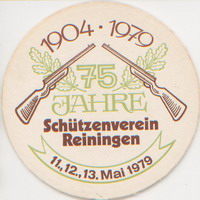 1904 · 1979
75
JAHRE
Schützenverein
Reiningen
11., 12., 13. Mai 1979